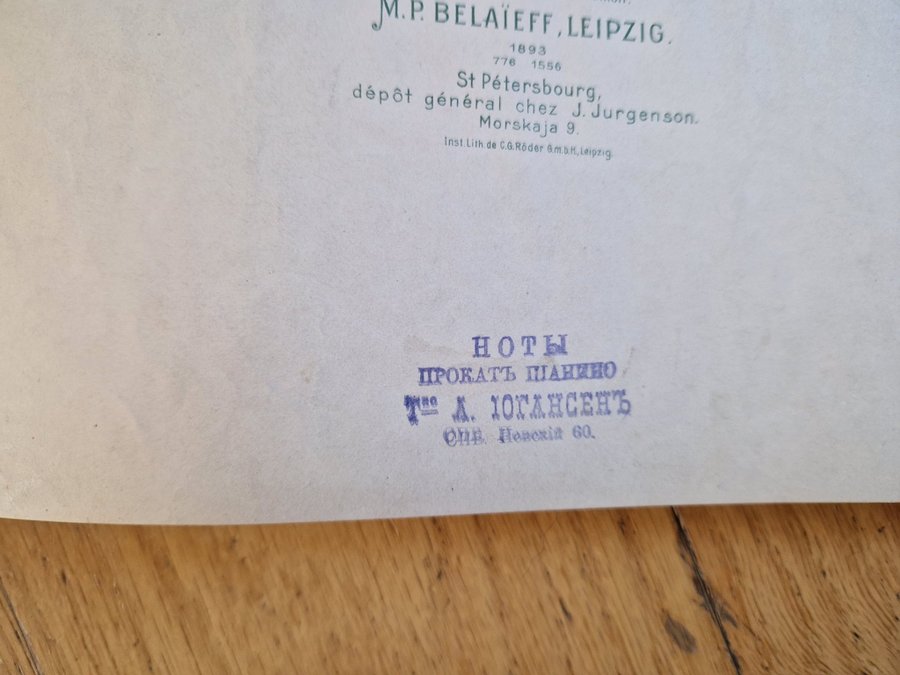 M.P. BELAÏEFF, LEIPZIG.
1893
776 1556
St Pétersbourg,
dépôt général chez J. Jurgenson.
Morskaja 9.
Inst. Lith. de C.G. Röder G.m.b.H., Leipzig.
НОТЫ
ПРОКАТЪ ПІАНИНО
Т-во А. ІОГАНСЕНЪ
СПБ. Невскій 60.